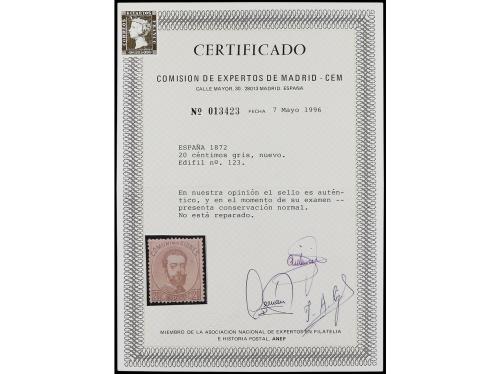 CERTIFICADO
COMISION DE EXPERTOS DE MADRID - CEM
CALLE MAYOR, 30. 28013 MADRID. ESPAÑA
Nº 013423 FECHA 7 Mayo 1996
ESPAÑA 1872
20 céntimos gris, nuevo.
Edifil nº. 123.
En nuestra opinión el sello es autén-
tico, y en el momento de su examen --
presenta conservación normal.
No está reparado.
COMUNICACIONES
MIEMBRO DE LA ASOCIACION NACIONAL DE EXPERTOS EN FILATELIA
E HISTORIA POSTAL, ANEF